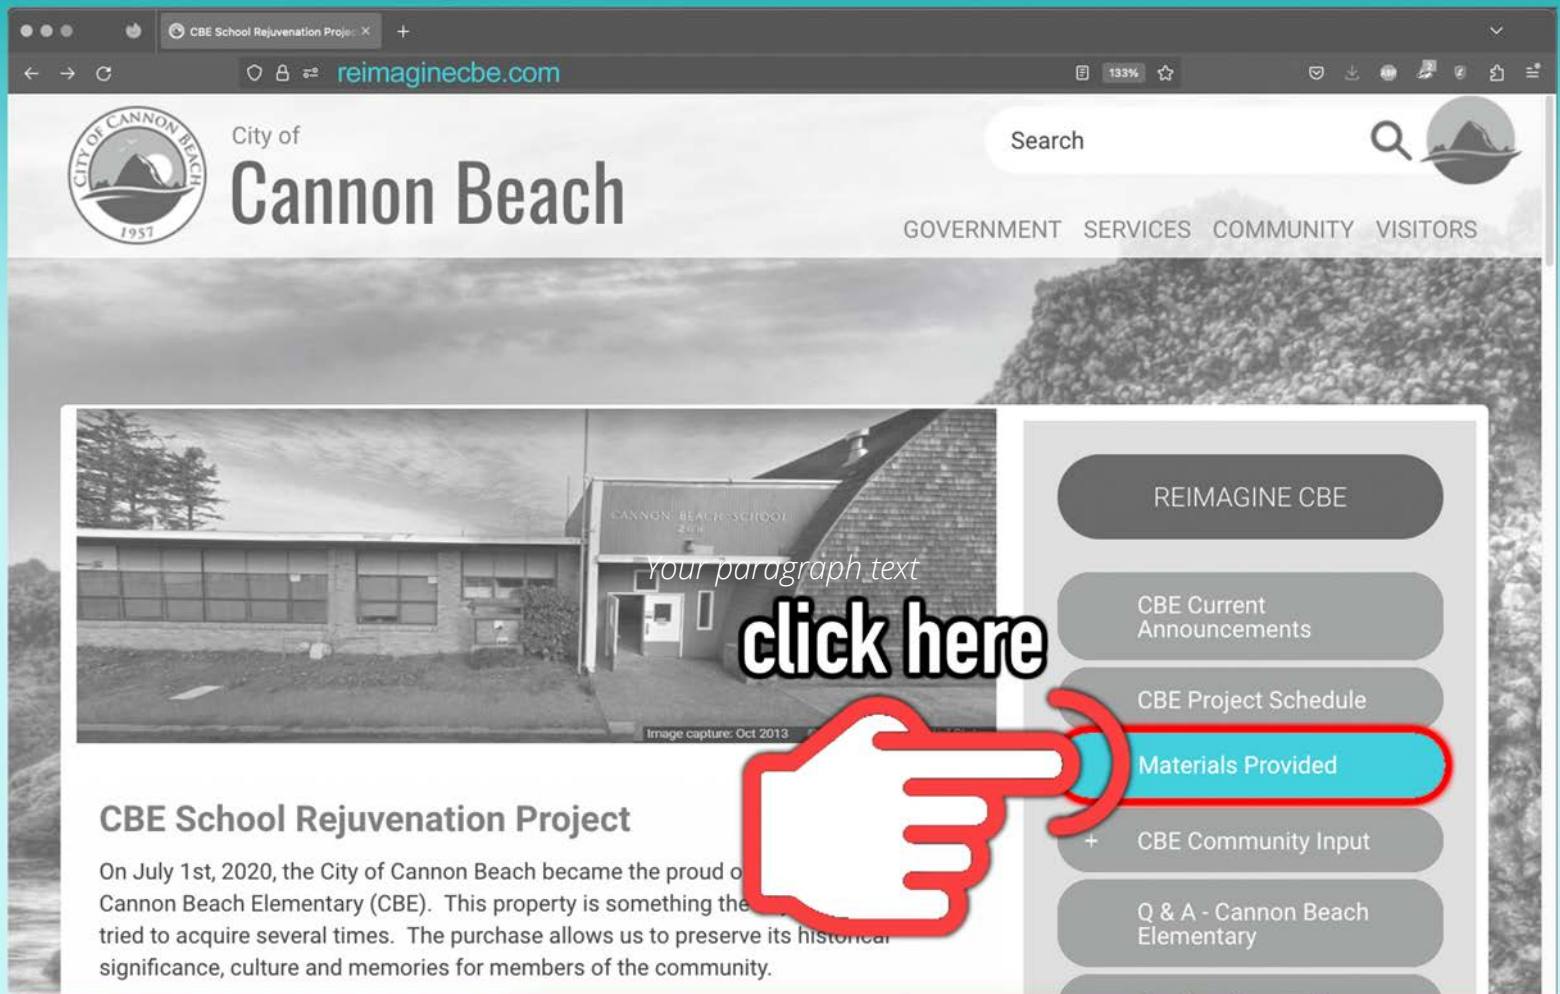 CBE School Rejuvenation Projec
reimaginecbe.com
133%
ABP
2
CITY OF CANNON BEACH
1957
City of
Cannon Beach
Search
GOVERNMENT SERVICES COMMUNITY VISITORS
CANNON BEACH SCHOOL
Your paragraph text
click here
Image capture: Oct 2013
REIMAGINE CBE
CBE Current
Announcements
CBE Project Schedule
Materials Provided
+ CBE Community Input
Q & A - Cannon Beach
Elementary
CBE School Rejuvenation Project
On July 1st, 2020, the City of Cannon Beach became the proud o
Cannon Beach Elementary (CBE). This property is something the
tried to acquire several times. The purchase allows us to preserve its historical
significance, culture and memories for members of the community.